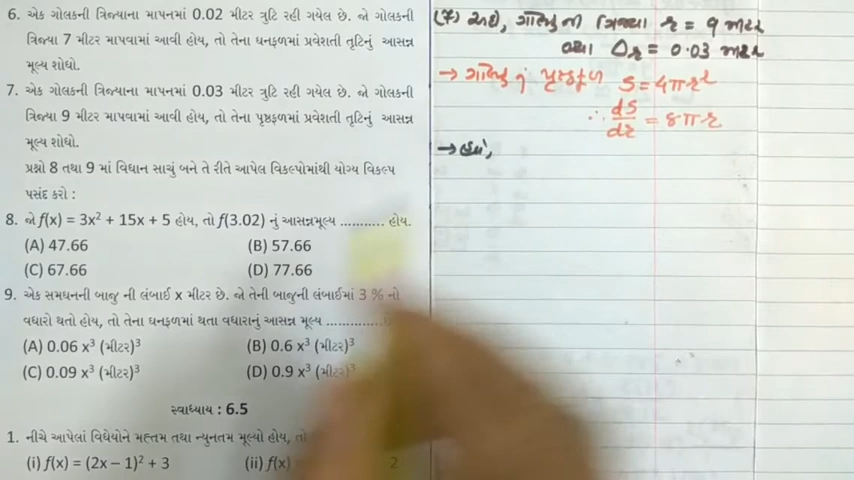 6. એક ગોલકની ત્રિજ્યાના માપનમાં 0.02 મીટર ત્રુટિ રહી ગયેલ છે. જો ગોલકની
ત્રિજ્યા 7 મીટર માપવામાં આવી હોય, તો તેના ઘનફળમાં પ્રવેશતી તૃટિનું આસન્ન
મૂલ્ય શોધો.
7. એક ગોલકની ત્રિજ્યાના માપનમાં 0.03 મીટર ત્રુટિ રહી ગયેલ છે. જો ગોલકની
ત્રિજ્યા 9 મીટર માપવામાં આવી હોય, તો તેના પૃષ્ઠફળમાં પ્રવેશતી તૃટિનું આસન્ન
મૂલ્ય શોધો.
પ્રશ્નો 8 તથા 9 માં વિધાન સાચું બને તે રીતે આપેલ વિકલ્પોમાંથી યોગ્ય વિકલ્પ
પસંદ કરો :
8. જો f(x) = 3x² + 15x + 5 હોય, તો f(3.02) નું આસન્નમૂલ્ય ........... હોય.
(A) 47.66 (B) 57.66
(C) 67.66 (D) 77.66
9. એક સમઘનની બાજુ ની લંબાઈ x મીટર છે. જો તેની બાજુની લંબાઈમાં 3 % નો
વધારો થતો હોય, તો તેના ઘનફળમાં થતા વધારાનું આસન્ન મૂલ્ય ..............
(A) 0.06 x³ (મીટર)³ (B) 0.6 x³ (મીટર)³
(C) 0.09 x³ (મીટર)³ (D) 0.9 x³ (મીટર)³
સ્વાધ્યાય : 6.5
1. નીચે આપેલાં વિધેયોને મહત્તમ તથા ન્યુનતમ મૂલ્યો હોય, તો
(i) f(x) = (2x − 1)² + 3 (ii) f(x) 2
(7) અહીં, ગોલકની ત્રિજ્યા r = 9 મીટર
તથા Δr = 0.03 મીટર
→ ગોલકનું પૃષ્ઠફળ S = 4πr²
∴ dS/dr = 8πr
→ હવે,